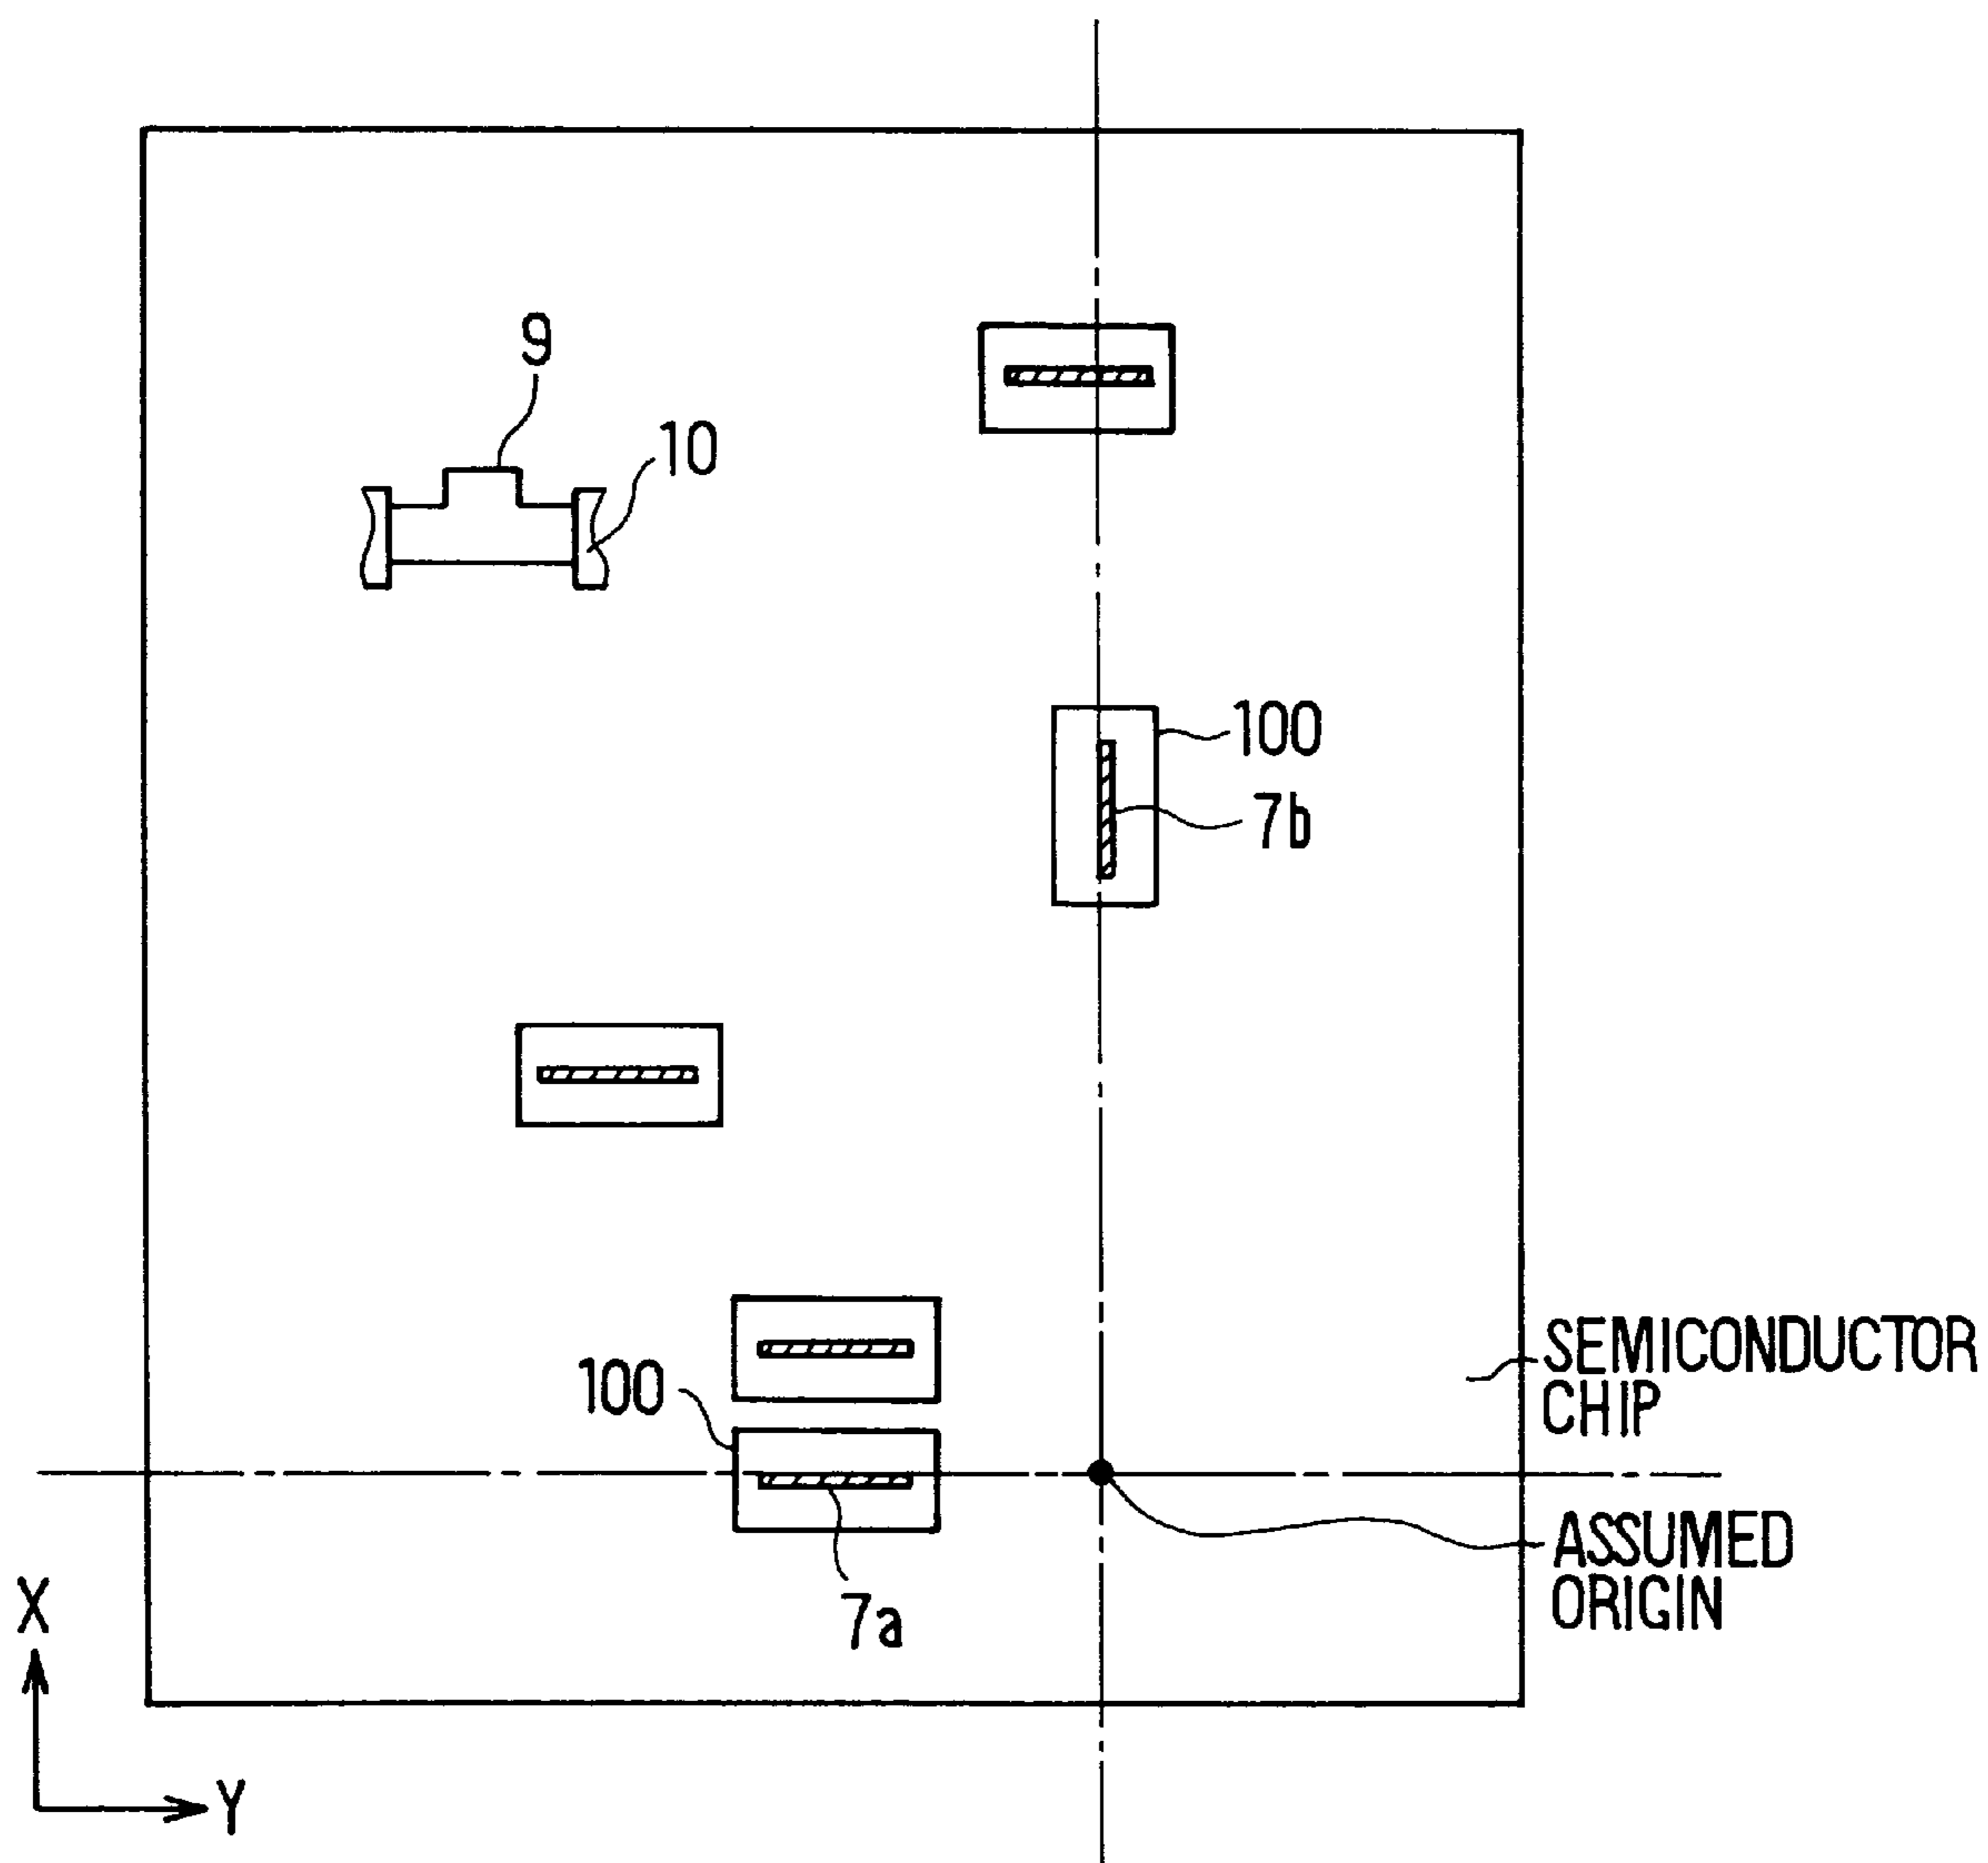 9
10
100
7b
100
SEMICONDUCTOR
CHIP
ASSUMED
ORIGIN
7a
X
Y